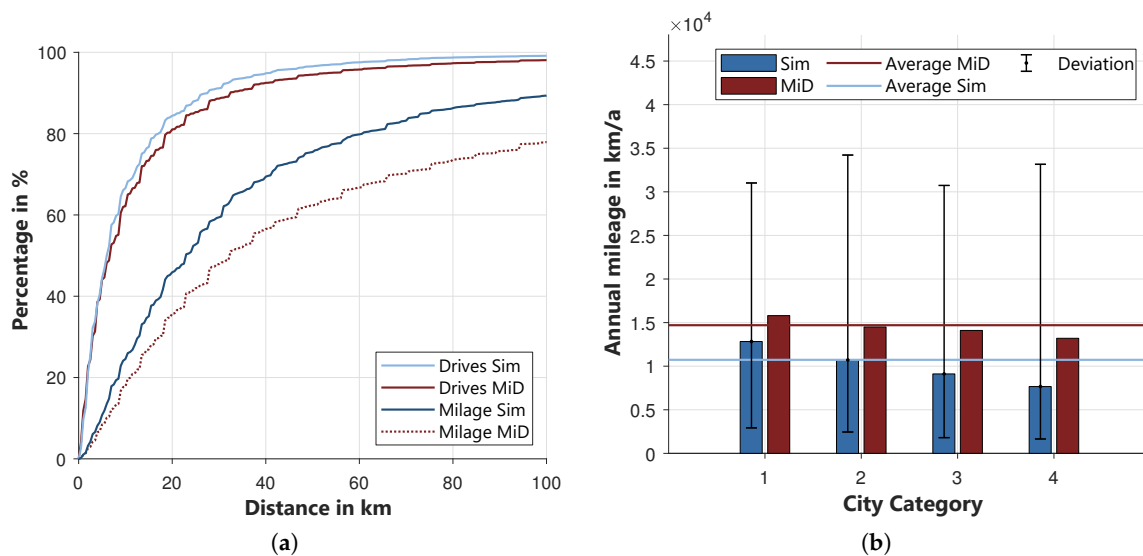 100
80
60
40
20
0
Percentage in %
0 20 40 60 80 100
Distance in km
Drives Sim
Drives MiD
Milage Sim
Milage MiD
(a)
×10⁴
4.5
4
3.5
3
2.5
2
1.5
1
0.5
0
Annual mileage in km/a
Sim Average MiD Deviation
MiD Average Sim
1 2 3 4
City Category
(b)